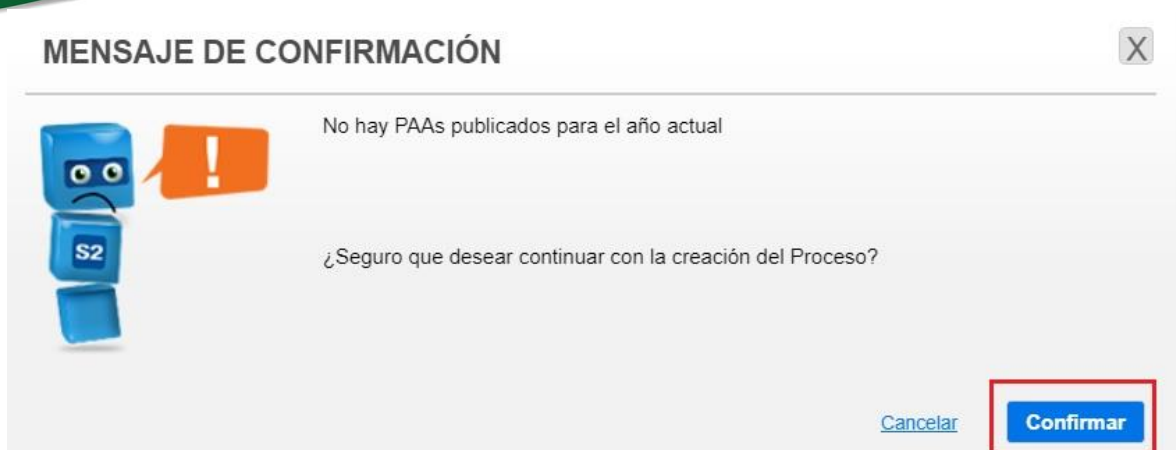 MENSAJE DE CONFIRMACIÓN
X
No hay PAAs publicados para el año actual
!
S2
¿Seguro que desear continuar con la creación del Proceso?
Cancelar
Confirmar